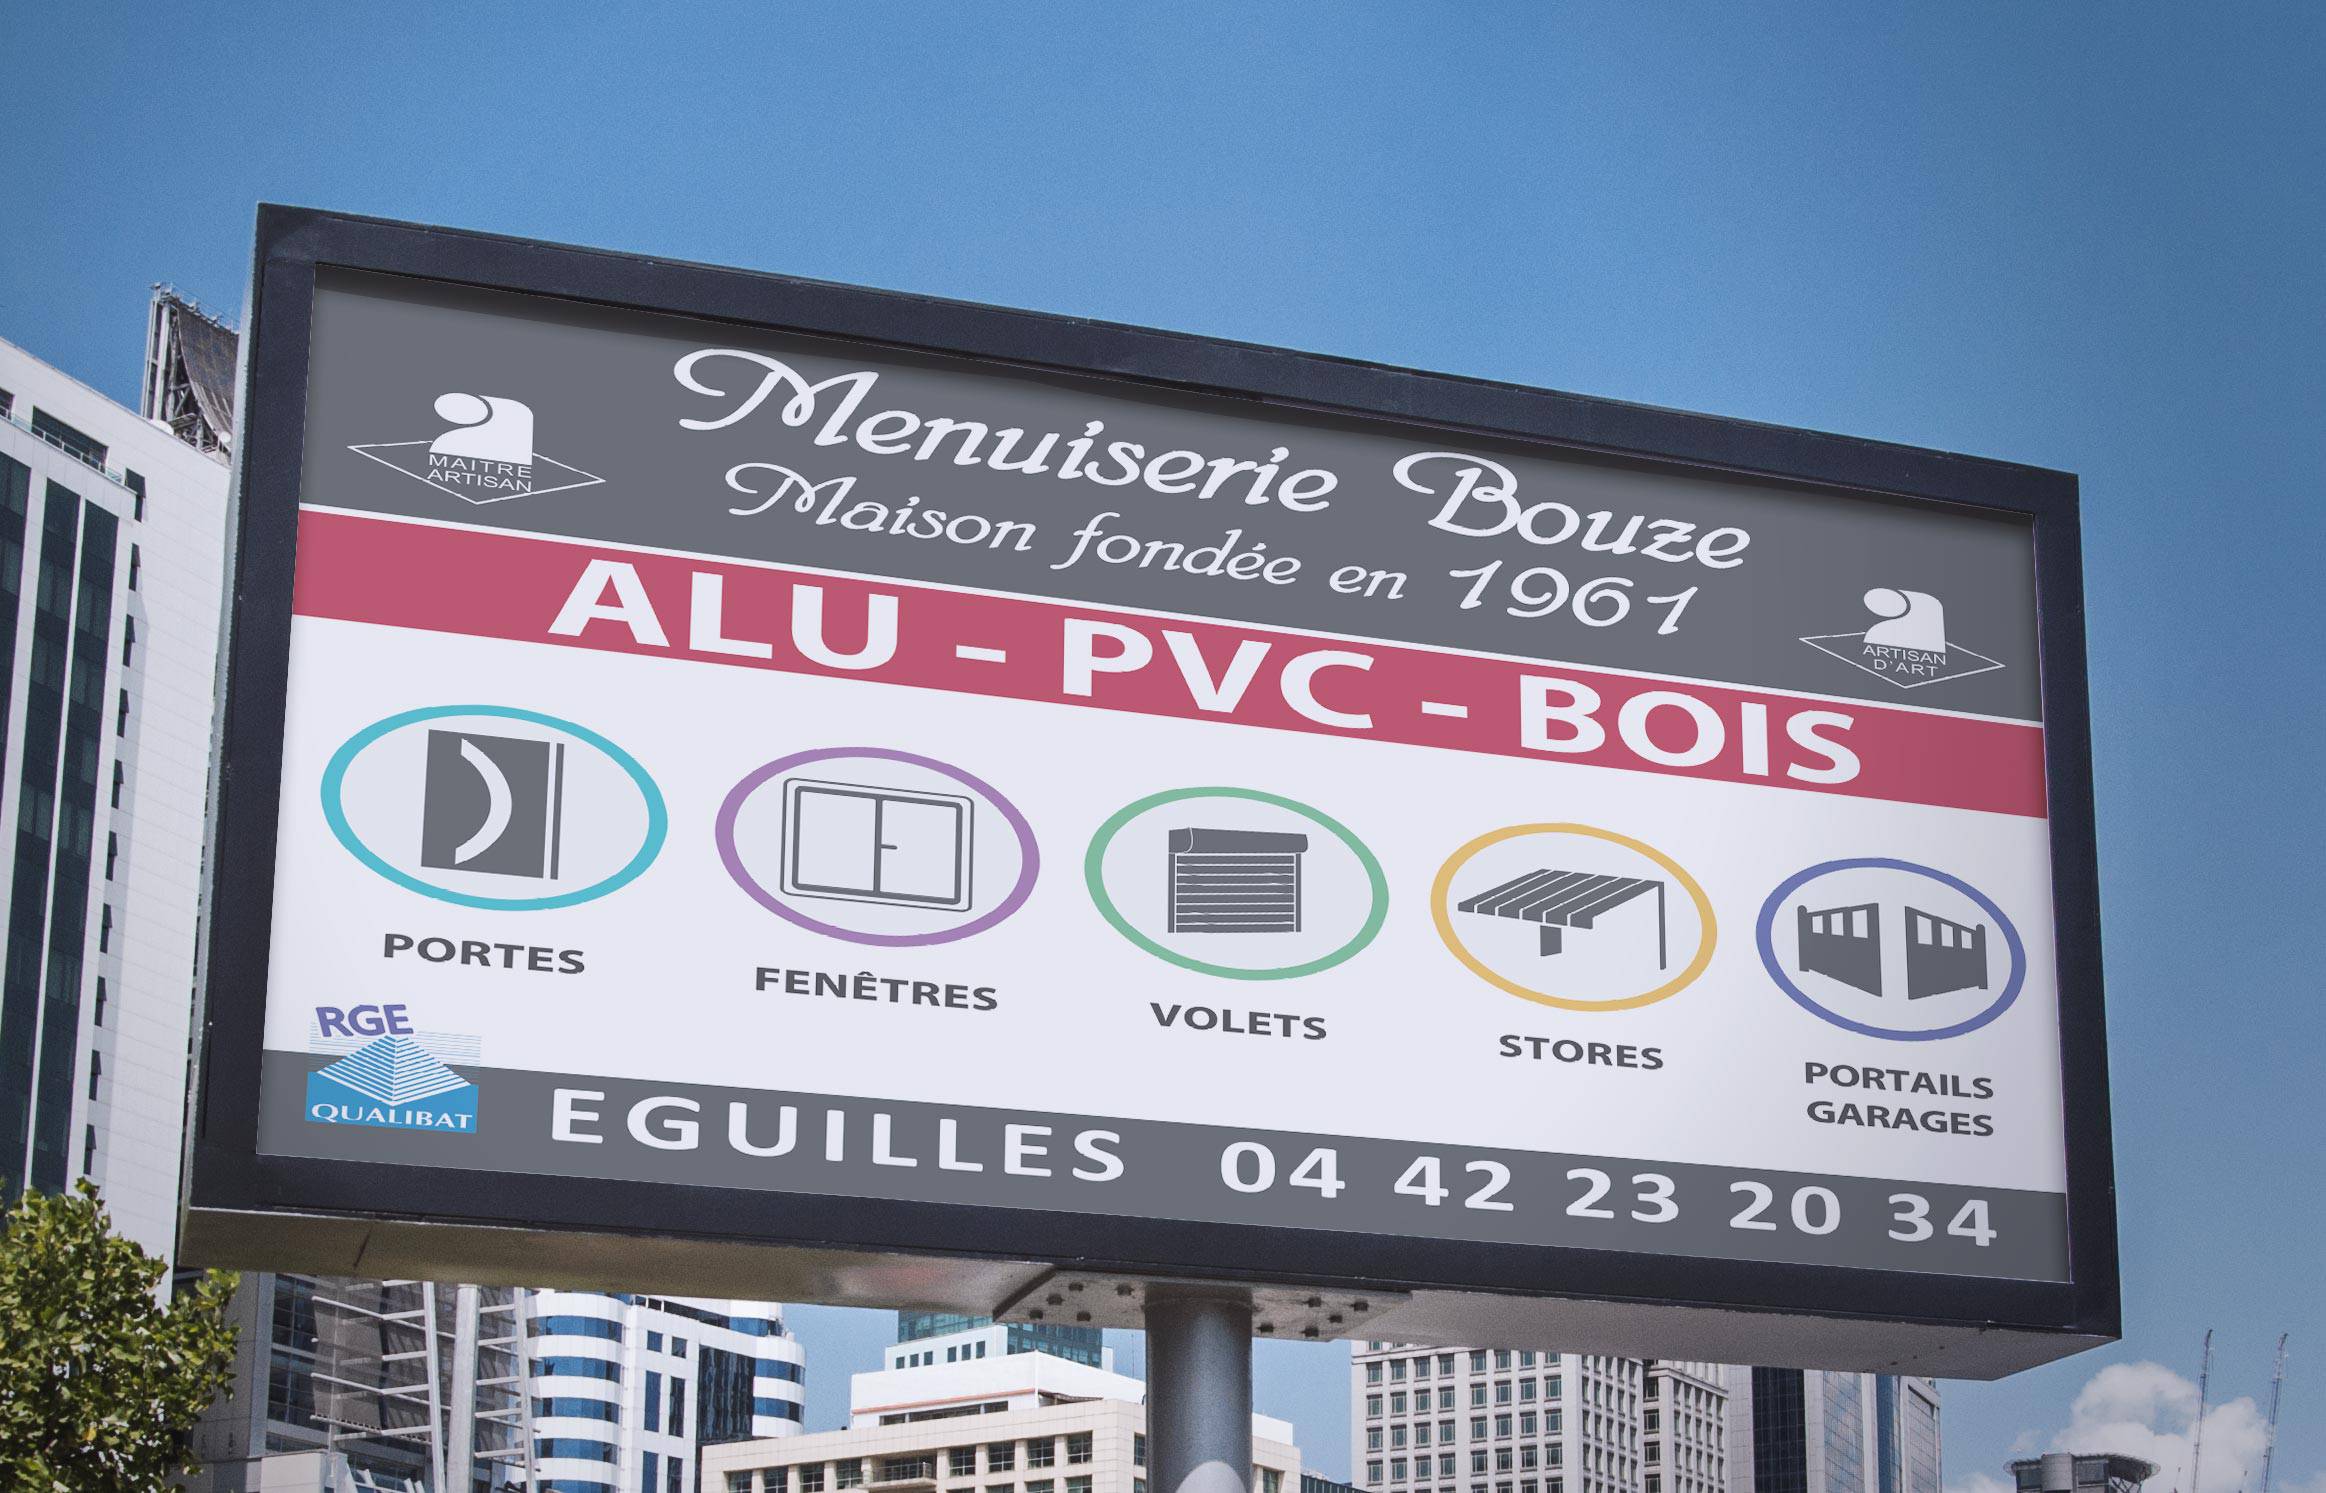 Menuiserie Bouze
Maison fondée en 1961
MAITRE
ARTISAN
ARTISAN
D'ART
ALU - PVC - BOIS
PORTES
FENÊTRES
VOLETS
STORES
PORTAILS
GARAGES
RGE
QUALIBAT
EGUILLES 04 42 23 20 34